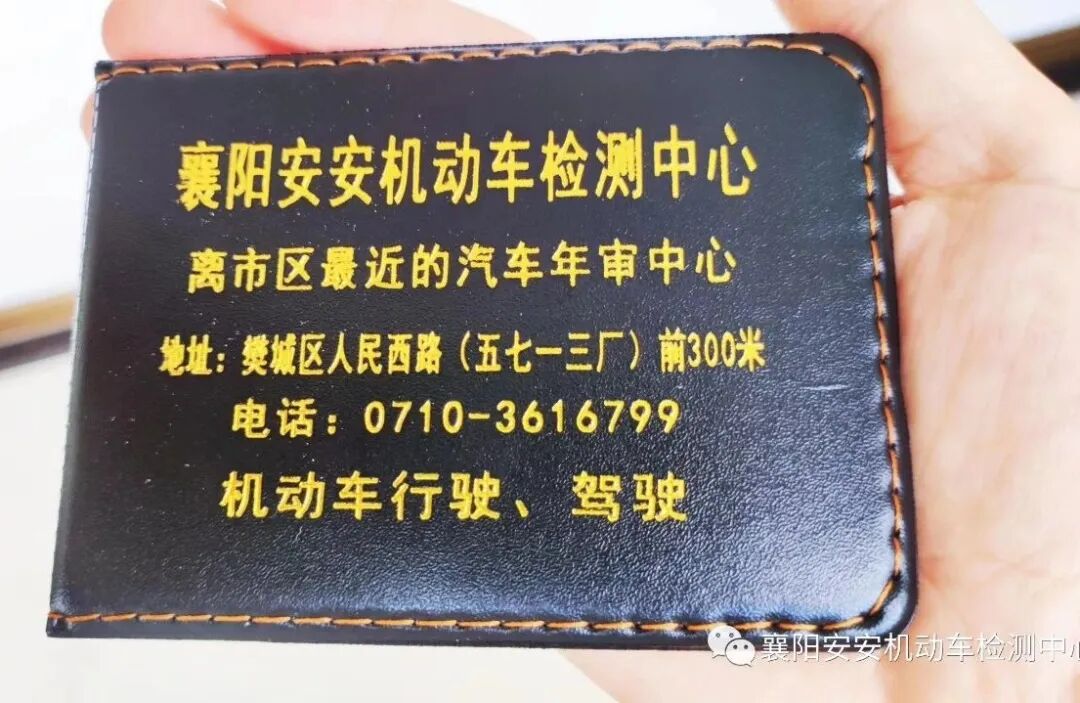 襄阳安安机动车检测中心
离市区最近的汽车年审中心
地址：樊城区人民西路（五七一三厂）前300米
电话：0710-3616799
机动车行驶、驾驶
襄阳安安机动车检测中心